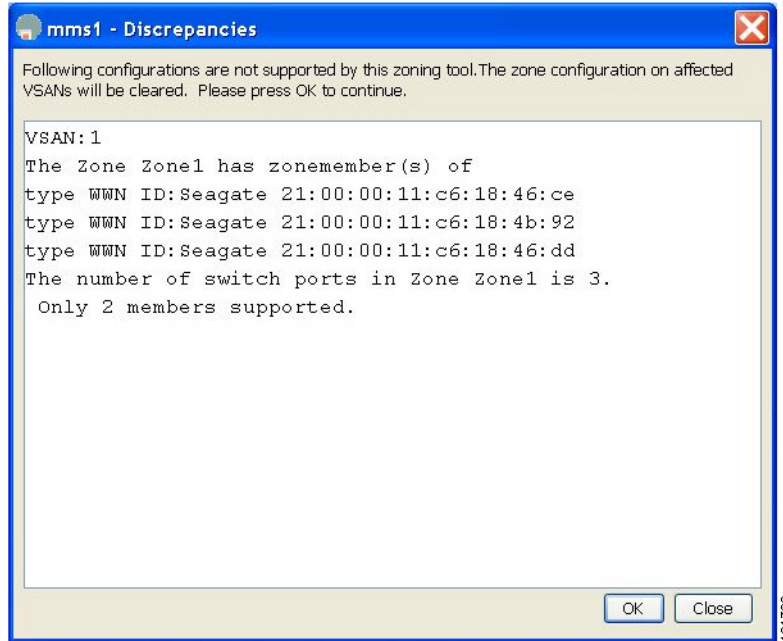 mms1 - Discrepancies
Following configurations are not supported by this zoning tool.The zone configuration on affected
VSANs will be cleared. Please press OK to continue.
VSAN:1
The Zone Zone1 has zonemember(s) of
type WWN ID:Seagate 21:00:00:11:c6:18:46:ce
type WWN ID:Seagate 21:00:00:11:c6:18:4b:92
type WWN ID:Seagate 21:00:00:11:c6:18:46:dd
The number of switch ports in Zone Zone1 is 3.
Only 2 members supported.
OK Close